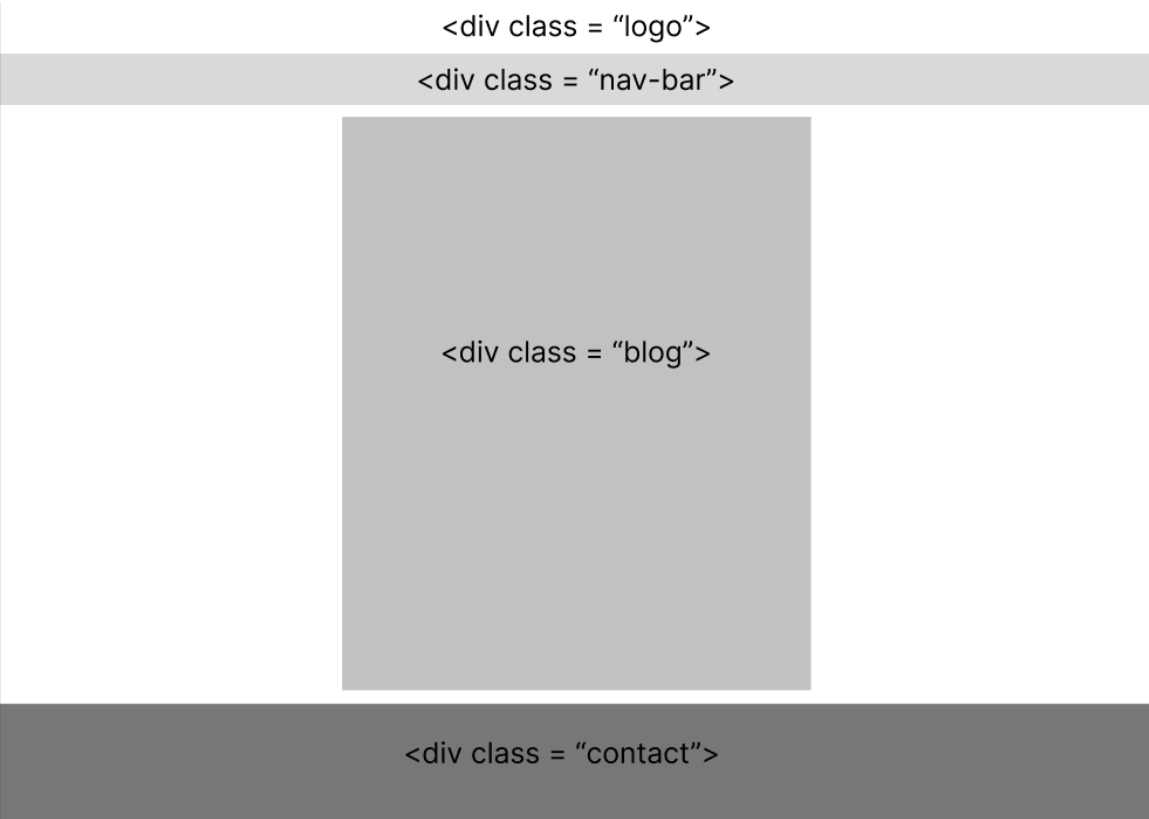 <div class = “logo”>
<div class = “nav-bar”>
<div class = “blog”>
<div class = “contact”>